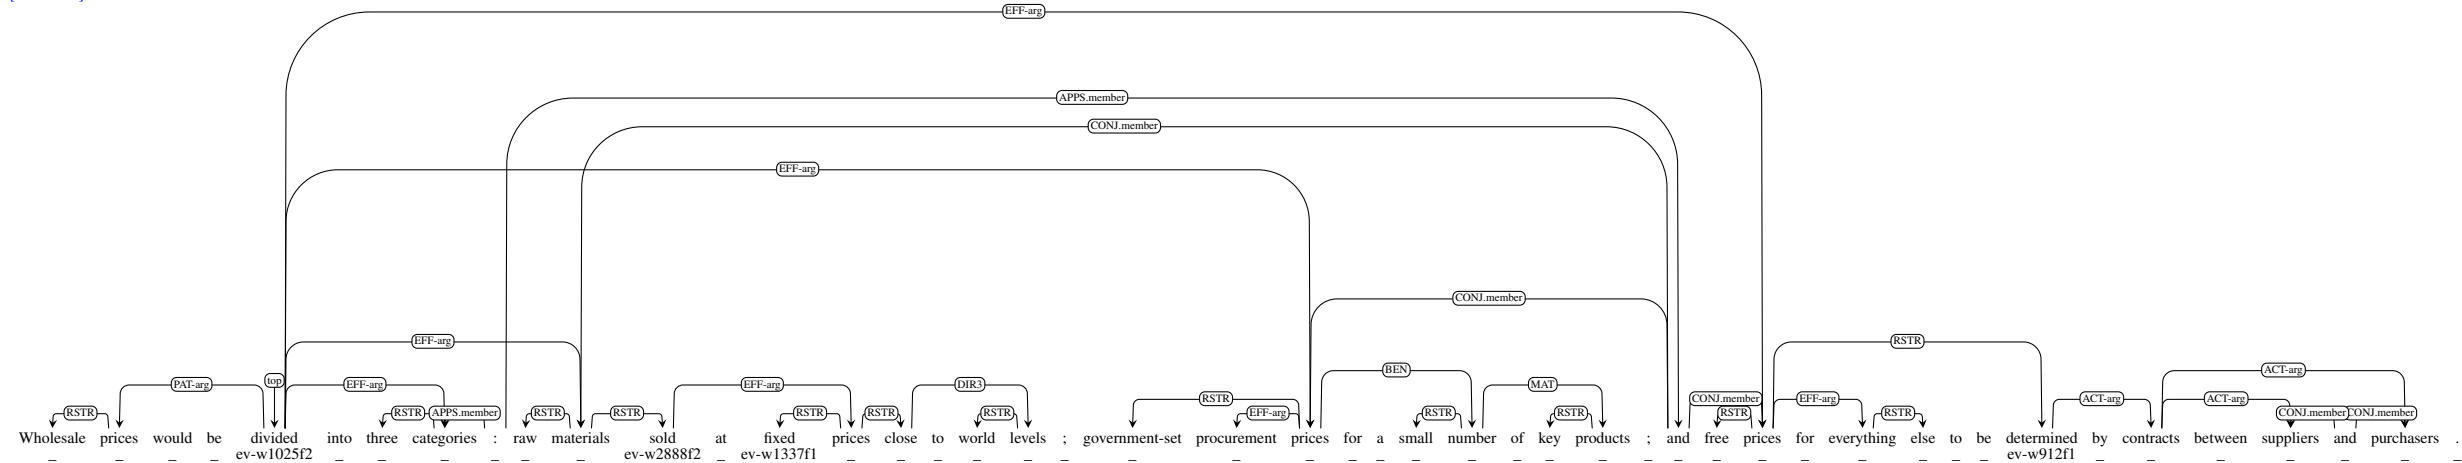 EFF-arg
APPS.member
CONJ.member
EFF-arg
CONJ.member
EFF-arg RSTR
top BEN ACT-arg
PAT-arg EFF-arg EFF-arg DIR3 MAT
RSTR EFF-arg ACT-arg ACT-arg
CONJ.member
RSTR RSTR APPS.member RSTR RSTR RSTR RSTR RSTR EFF-arg RSTR RSTR RSTR RSTR CONJ.member CONJ.member
Wholesale prices would be divided into three categories : raw materials sold at fixed prices close to world levels ; government-set procurement prices for a small number of key products ; and free prices for everything else to be determined by contracts between suppliers and purchasers .
ev-w1025f2 ev-w2888f2 ev-w1337f1 ev-w912f1